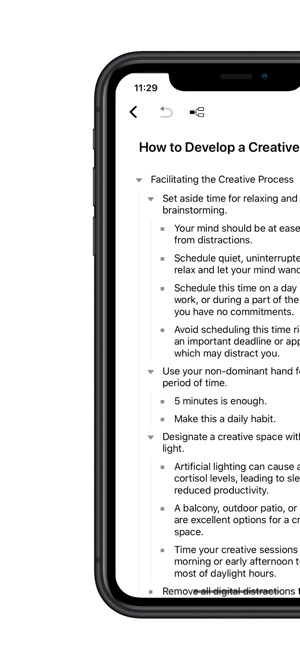 11:29
How to Develop a Creative
Facilitating the Creative Process
Set aside time for relaxing and
brainstorming.
Your mind should be at ease
from distractions.
Schedule quiet, uninterrupte
relax and let your mind wand
Schedule this time on a day
work, or during a part of the
you have no commitments.
Avoid scheduling this time ri
an important deadline or app
which may distract you.
Use your non-dominant hand fo
period of time.
5 minutes is enough.
Make this a daily habit.
Designate a creative space with
light.
Artificial lighting can cause a
cortisol levels, leading to sle
reduced productivity.
A balcony, outdoor patio, or
are excellent options for a cr
space.
Time your creative sessions
morning or early afternoon to
most of daylight hours.
Remove all digital distractions t